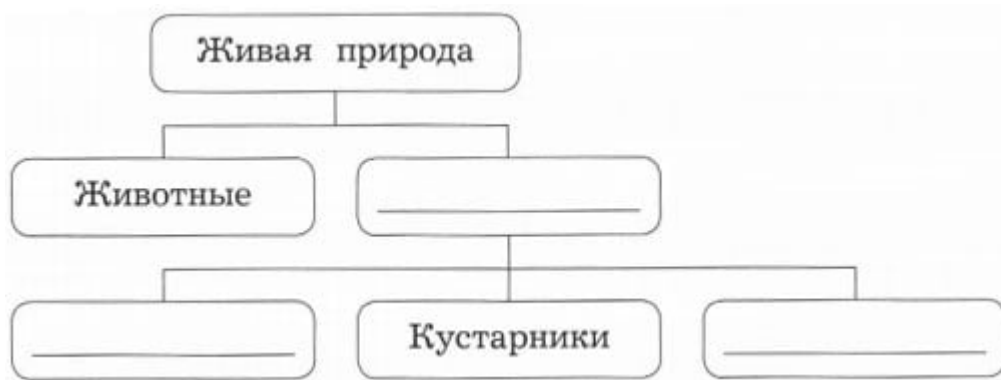 Живая природа
Животные
Кустарники